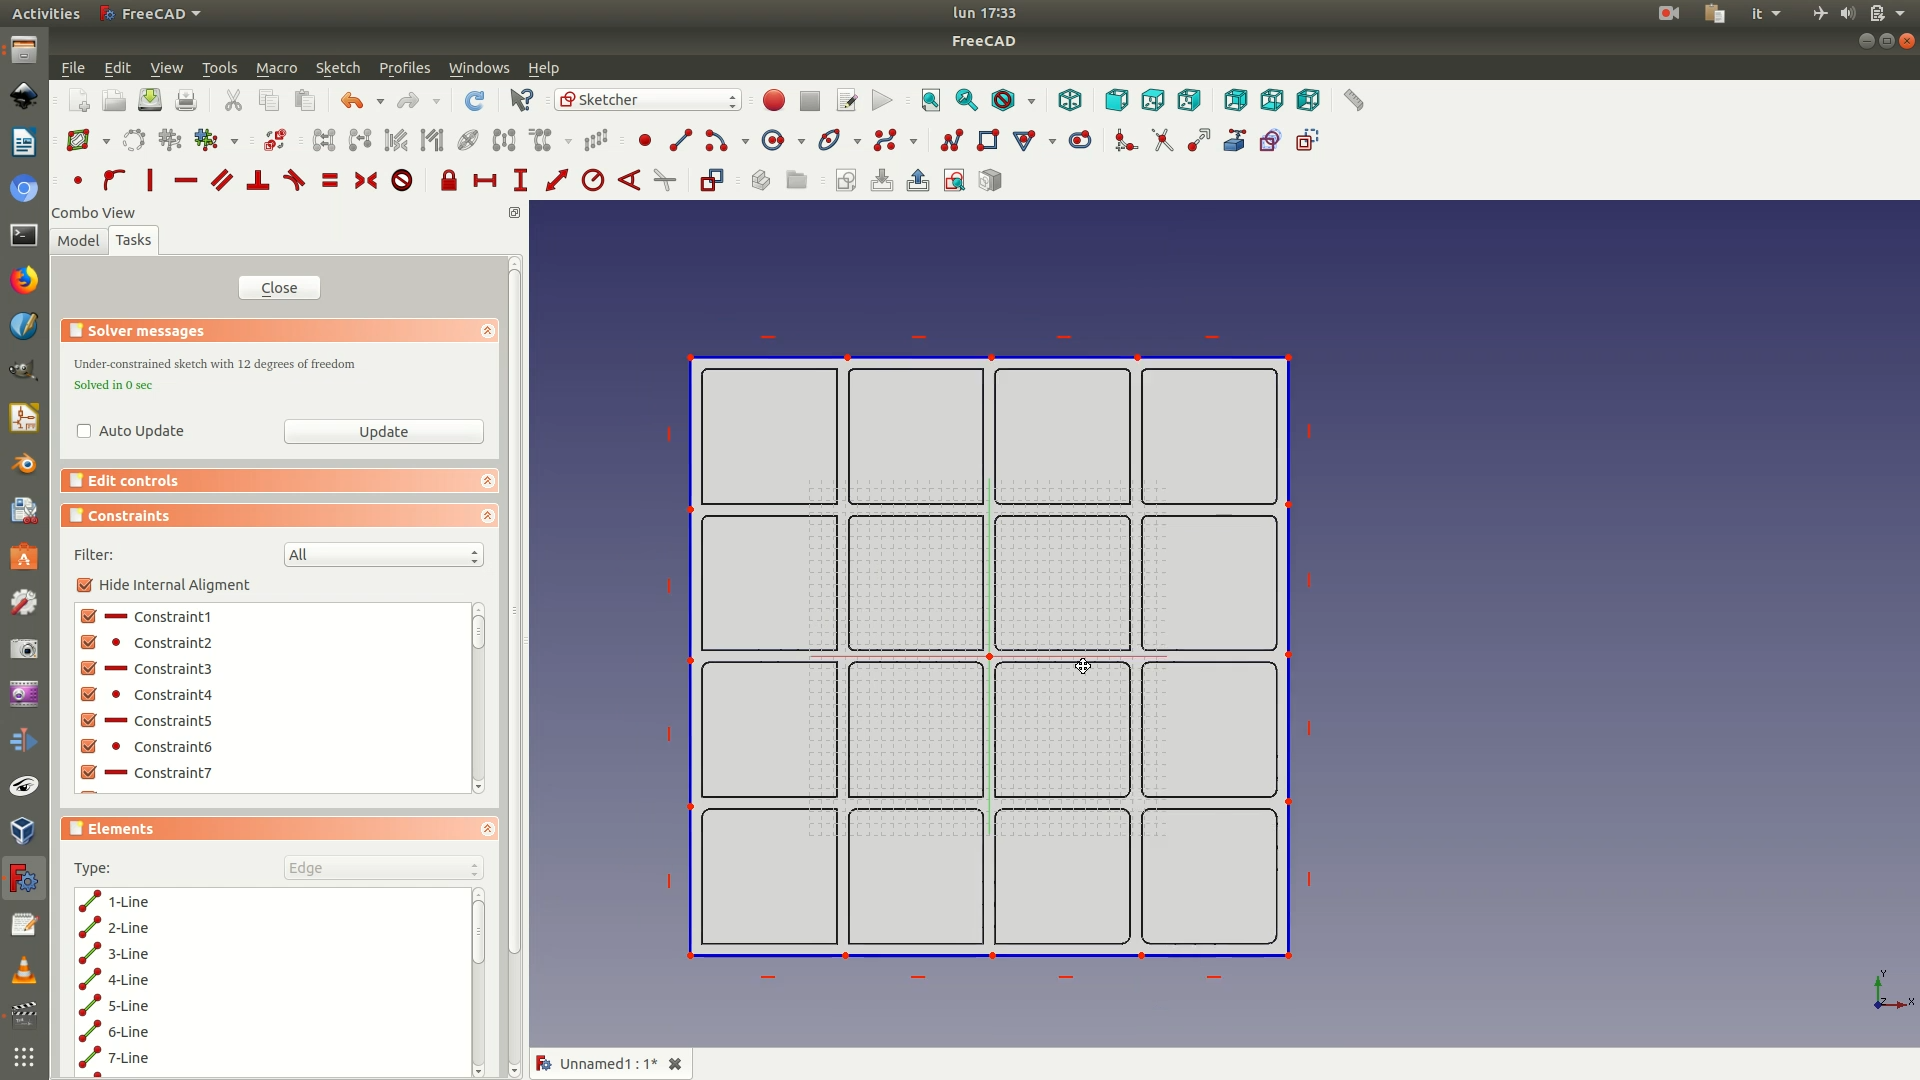 Activities FreeCAD lun 17:33 it
FreeCAD
File Edit View Tools Macro Sketch Profiles Windows Help
Sketcher
Combo View
Model Tasks
Close
Solver messages
Under-constrained sketch with 12 degrees of freedom
Solved in 0 sec
Auto Update Update
Edit controls
Constraints
Filter: All
Hide Internal Aligment
Constraint1
Constraint2
Constraint3
Constraint4
Constraint5
Constraint6
Constraint7
Elements
Type: Edge
1-Line
2-Line
3-Line
4-Line
5-Line
6-Line
7-Line
Y
Z X
Unnamed1 : 1*